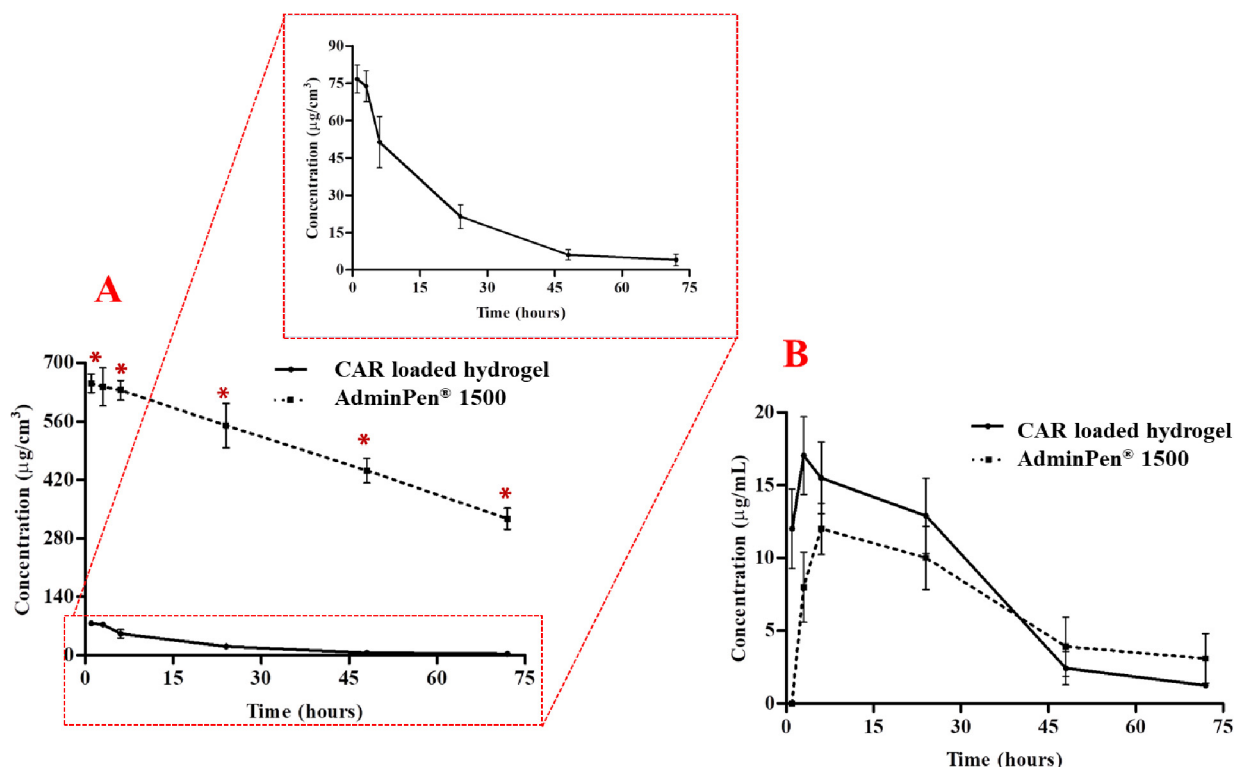 90
75
60
45
30
15
0
Concentration (µg/cm³)
0 15 30 45 60 75
Time (hours)
A
700
560
420
280
140
0
Concentration (µg/cm³)
* * * * *
CAR loaded hydrogel
AdminPen® 1500
0 15 30 45 60 75
Time (hours)
B
20
15
10
5
0
Concentration (µg/mL)
CAR loaded hydrogel
AdminPen® 1500
0 15 30 45 60 75
Time (hours)